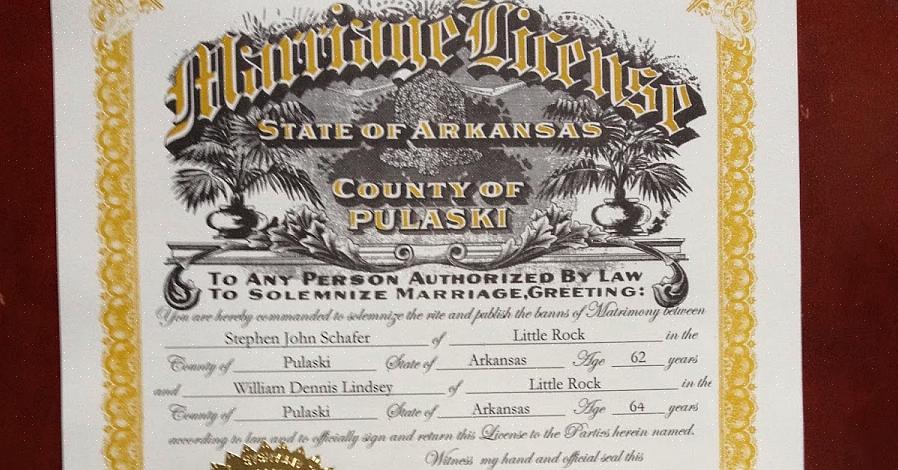 Marriage License
STATE OF ARKANSAS
COUNTY OF
PULASKI
TO ANY PERSON AUTHORIZED BY LAW
TO SOLEMNIZE MARRIAGE, GREETING:
You are hereby commanded to solemnize the rite and publish the banns of Matrimony between
Stephen John Schafer of Little Rock in the
County of Pulaski State of Arkansas Age 62 years
and William Dennis Lindsey of Little Rock in the
County of Pulaski State of Arkansas Age 64 years
according to law and to officially sign and return this License to the Parties herein named.
Witness my hand and official seal this